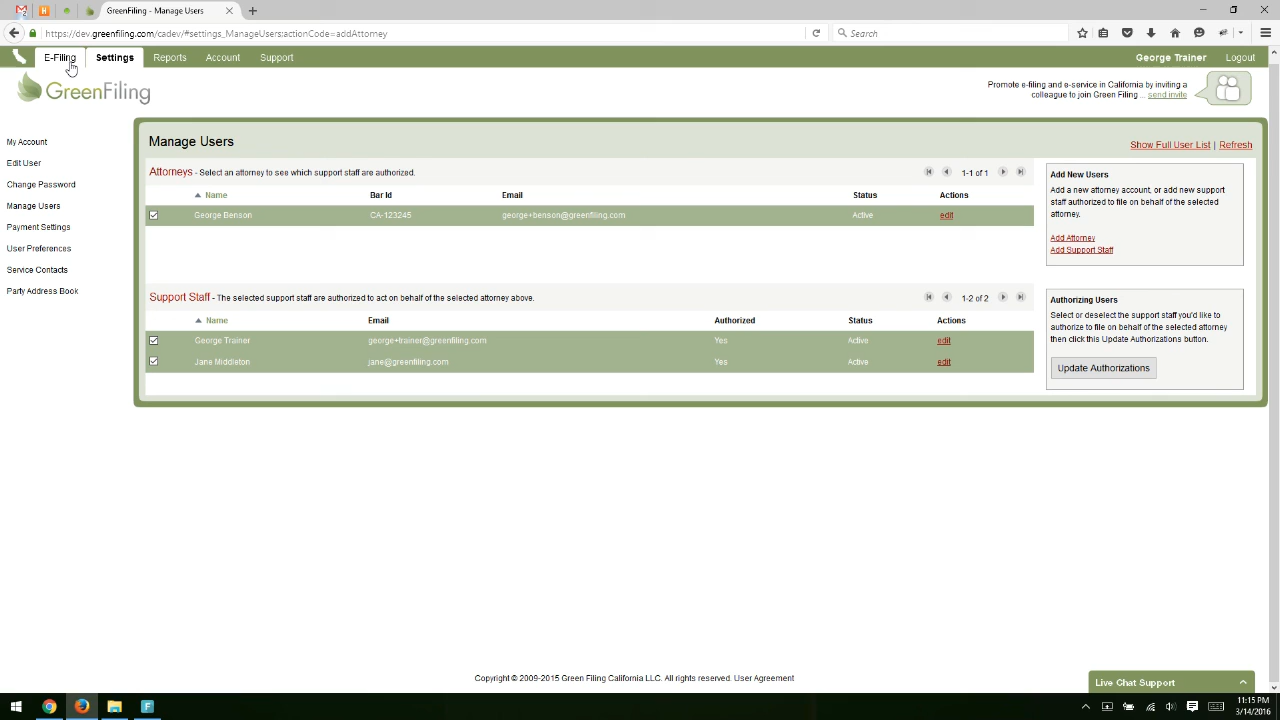 GreenFiling - Manage Users
https://dev.greenfiling.com/cadev/#settings_ManageUsers:actionCode=addAttorney
Search
E-Filing Settings Reports Account Support George Trainer Logout
GreenFiling
Promote e-filing and e-service in California by inviting a
colleague to join Green Filing... send invite
My Account
Edit User
Change Password
Manage Users
Payment Settings
User Preferences
Service Contacts
Party Address Book
Manage Users
Show Full User List | Refresh
Attorneys - Select an attorney to see which support staff are authorized.
1-1 of 1
Name Bar Id Email Status Actions
George Benson CA-123245 george+benson@greenfiling.com Active edit
Support Staff - The selected support staff are authorized to act on behalf of the selected attorney above.
1-2 of 2
Name Email Authorized Status Actions
George Trainer george+trainer@greenfiling.com Yes Active edit
Jane Middleton jane@greenfiling.com Yes Active edit
Add New Users
Add a new attorney account, or add new support
staff authorized to file on behalf of the selected
attorney.
Add Attorney
Add Support Staff
Authorizing Users
Select or deselect the support staff you'd like to
authorize to file on behalf of the selected attorney
then click this Update Authorizations button.
Update Authorizations
Copyright © 2009-2015 Green Filing California LLC. All rights reserved. User Agreement
Live Chat Support
11:15 PM
3/14/2016